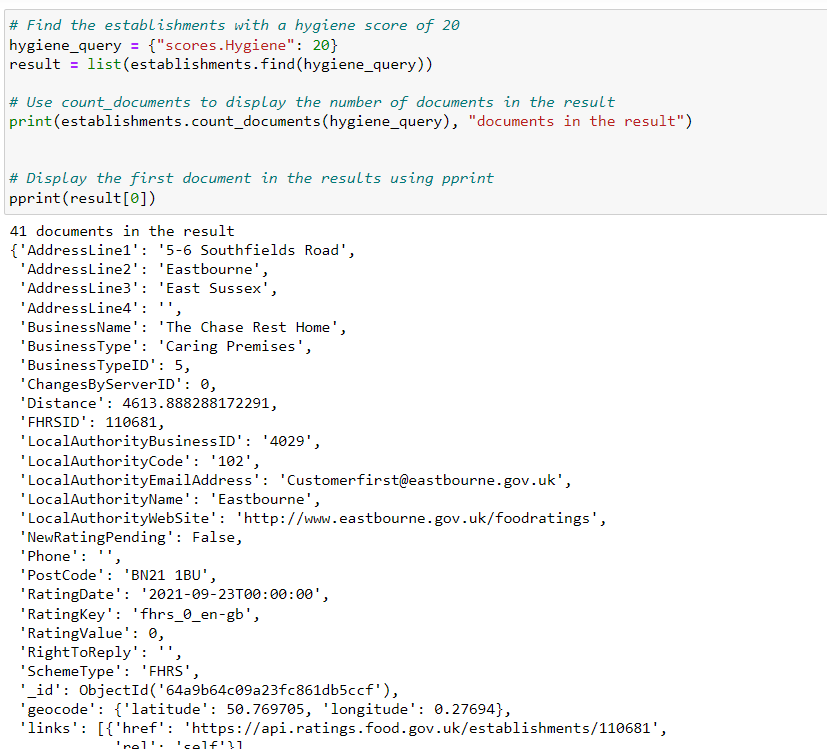 # Find the establishments with a hygiene score of 20
hygiene_query = {"scores.Hygiene": 20}
result = list(establishments.find(hygiene_query))
# Use count_documents to display the number of documents in the result
print(establishments.count_documents(hygiene_query), "documents in the result")
# Display the first document in the results using pprint
pprint(result[0])
41 documents in the result
{'AddressLine1': '5-6 Southfields Road',
 'AddressLine2': 'Eastbourne',
 'AddressLine3': 'East Sussex',
 'AddressLine4': '',
 'BusinessName': 'The Chase Rest Home',
 'BusinessType': 'Caring Premises',
 'BusinessTypeID': 5,
 'ChangesByServerID': 0,
 'Distance': 4613.888288172291,
 'FHRSID': 110681,
 'LocalAuthorityBusinessID': '4029',
 'LocalAuthorityCode': '102',
 'LocalAuthorityEmailAddress': 'Customerfirst@eastbourne.gov.uk',
 'LocalAuthorityName': 'Eastbourne',
 'LocalAuthorityWebSite': 'http://www.eastbourne.gov.uk/foodratings',
 'NewRatingPending': False,
 'Phone': '',
 'PostCode': 'BN21 1BU',
 'RatingDate': '2021-09-23T00:00:00',
 'RatingKey': 'fhrs_0_en-gb',
 'RatingValue': 0,
 'RightToReply': '',
 'SchemeType': 'FHRS',
 '_id': ObjectId('64a9b64c09a23fc861db5ccf'),
 'geocode': {'latitude': 50.769705, 'longitude': 0.27694},
 'links': [{'href': 'https://api.ratings.food.gov.uk/establishments/110681',
            'rel': 'self'}]